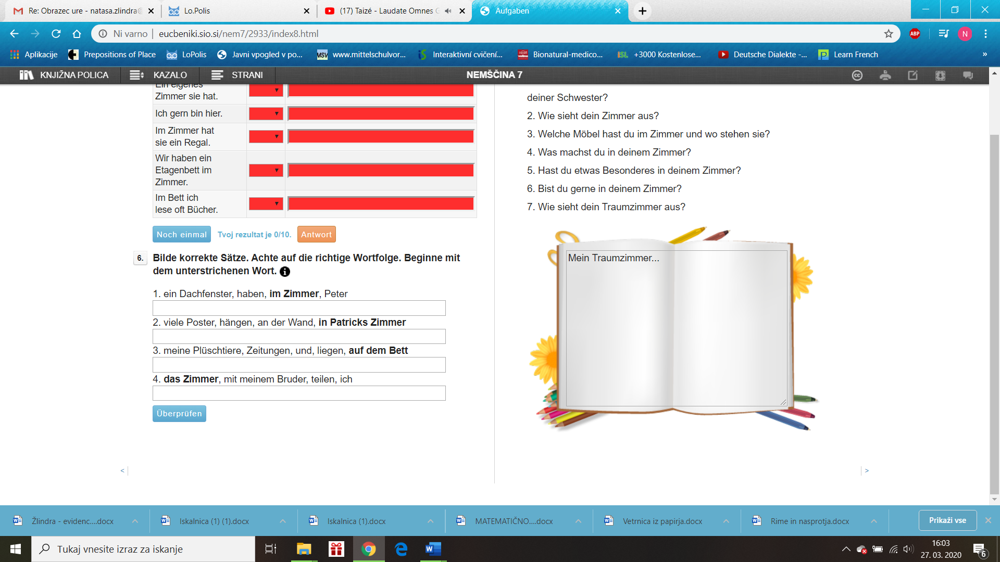 Re: Obrazec ure - natasa.zlindra@
Lo.Polis
(17) Taizé - Laudate Omnes G
Aufgaben
Ni varno | eucbeniki.sio.si/nem7/2933/index8.html
ABP
N
Aplikacije
Prepositions of Place
LoPolis
Javni vpogled v po...
MSV
www.mittelschulvor...
Interaktivní cvičení...
Bionatural-medico...
ISL
+3000 Kostenlose...
Deutsche Dialekte -...
Learn French
»
KNJIŽNA POLICA
KAZALO
STRANI
NEMŠČINA 7
cc
Ein eigenes
Zimmer sie hat.
Ich gern bin hier.
Im Zimmer hat
sie ein Regal.
Wir haben ein
Etagenbett im
Zimmer.
Im Bett ich
lese oft Bücher.
Noch einmal
Tvoj rezultat je 0/10.
Antwort
6.
Bilde korrekte Sätze. Achte auf die richtige Wortfolge. Beginne mit
dem unterstrichenen Wort.
1. ein Dachfenster, haben, im Zimmer, Peter
2. viele Poster, hängen, an der Wand, in Patricks Zimmer
3. meine Plüschtiere, Zeitungen, und, liegen, auf dem Bett
4. das Zimmer, mit meinem Bruder, teilen, ich
Überprüfen
<
deiner Schwester?
2. Wie sieht dein Zimmer aus?
3. Welche Möbel hast du im Zimmer und wo stehen sie?
4. Was machst du in deinem Zimmer?
5. Hast du etwas Besonderes in deinem Zimmer?
6. Bist du gerne in deinem Zimmer?
7. Wie sieht dein Traumzimmer aus?
Mein Traumzimmer...
>
Žlindra - evidenc....docx
Iskalnica (1) (1).docx
Iskalnica (1).docx
MATEMATIČNO....docx
Vetrnica iz papirja.docx
Rime in nasprotja.docx
Prikaži vse
Tukaj vnesite izraz za iskanje
16:03
27. 03. 2020
6